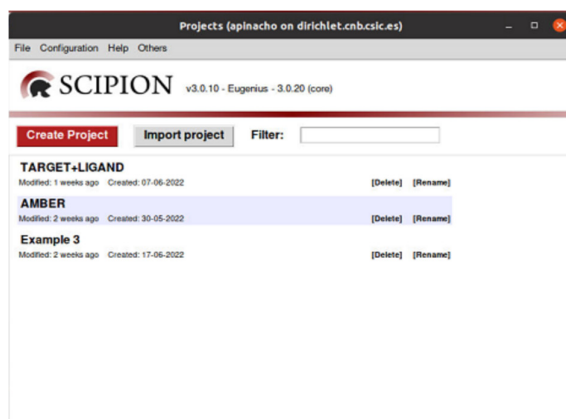 Projects (apinacho on dirichlet.cnb.csic.es)
File Configuration Help Others
SCIPION v3.0.10 - Eugenius - 3.0.20 (core)
Create Project Import project Filter:
TARGET+LIGAND
Modified: 1 weeks ago Created: 07-06-2022 [Delete] [Rename]
AMBER
Modified: 2 weeks ago Created: 30-05-2022 [Delete] [Rename]
Example 3
Modified: 2 weeks ago Created: 17-06-2022 [Delete] [Rename]